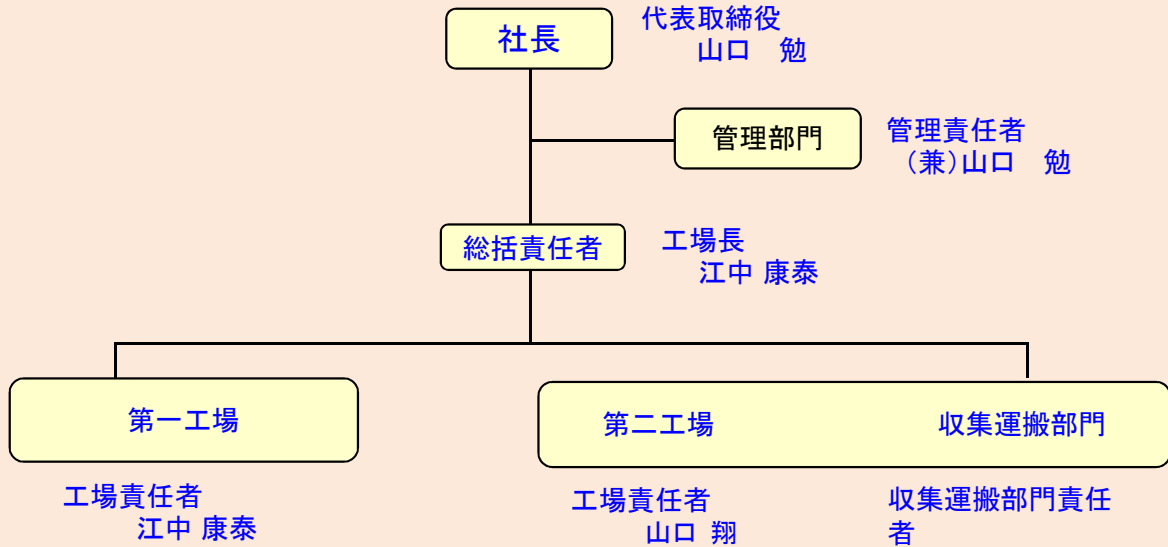 社長
代表取締役
山口　勉
管理部門
管理責任者
（兼）山口　勉
総括責任者
工場長
江中 康泰
第一工場
第二工場
収集運搬部門
工場責任者
江中 康泰
工場責任者
山口 翔
収集運搬部門責任
者